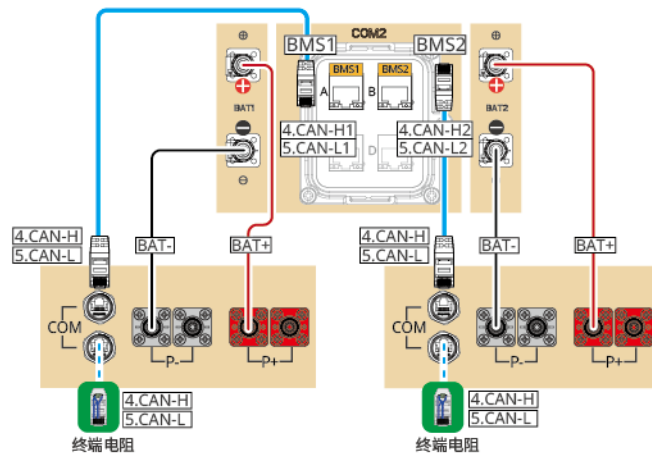 COM2
BMS1
BMS2
BMS1
BMS2
A
B
BAT1
BAT2
4.CAN-H1
5.CAN-L1
4.CAN-H2
5.CAN-L2
D
4.CAN-H
5.CAN-L
BAT-
BAT+
4.CAN-H
5.CAN-L
BAT-
BAT+
COM
P-
P+
COM
P-
P+
4.CAN-H
5.CAN-L
终端电阻
4.CAN-H
5.CAN-L
终端电阻